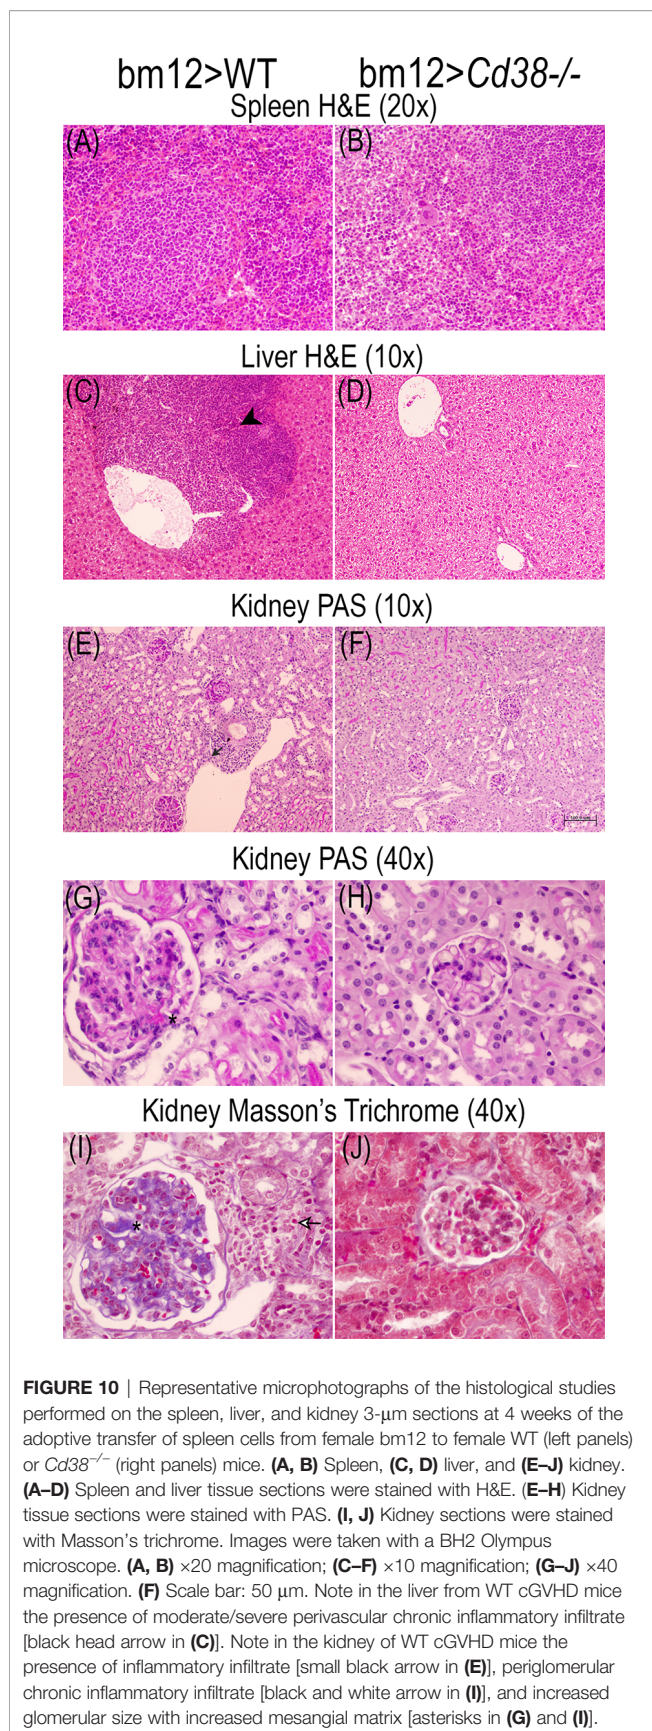 bm12>WT bm12>Cd38-/-
Spleen H&E (20x)
(A) (B)
Liver H&E (10x)
(C) (D)
Kidney PAS (10x)
(E) (F)
Kidney PAS (40x)
(G) (H)
*
Kidney Masson's Trichrome (40x)
(I) (J)
*
FIGURE 10 | Representative microphotographs of the histological studies
performed on the spleen, liver, and kidney 3-μm sections at 4 weeks of the
adoptive transfer of spleen cells from female bm12 to female WT (left panels)
or Cd38−/− (right panels) mice. (A, B) Spleen, (C, D) liver, and (E–J) kidney.
(A–D) Spleen and liver tissue sections were stained with H&E. (E–H) Kidney
tissue sections were stained with PAS. (I, J) Kidney sections were stained
with Masson's trichrome. Images were taken with a BH2 Olympus
microscope. (A, B) ×20 magnification; (C–F) ×10 magnification; (G–J) ×40
magnification. (F) Scale bar: 50 μm. Note in the liver from WT cGVHD mice
the presence of moderate/severe perivascular chronic inflammatory infiltrate
[black head arrow in (C)]. Note in the kidney of WT cGVHD mice the
presence of inflammatory infiltrate [small black arrow in (E)], periglomerular
chronic inflammatory infiltrate [black and white arrow in (I)], and increased
glomerular size with increased mesangial matrix [asterisks in (G) and (I)].